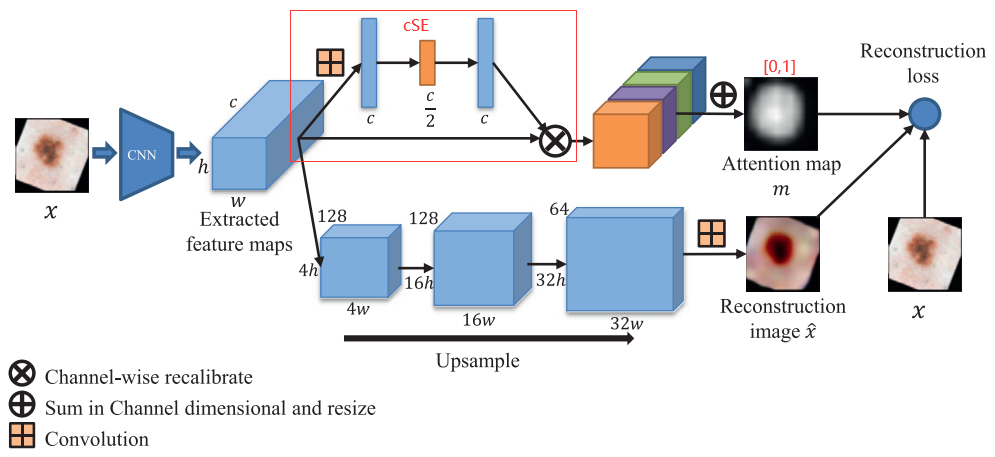 cSE
c
c/2
c
[0,1]
Reconstruction
loss
c
CNN
h
w
x
Extracted
feature maps
Attention map
m
128
4h
4w
128
16h
16w
64
32h
32w
Reconstruction
image x̂
x
Upsample
Channel-wise recalibrate
Sum in Channel dimensional and resize
Convolution